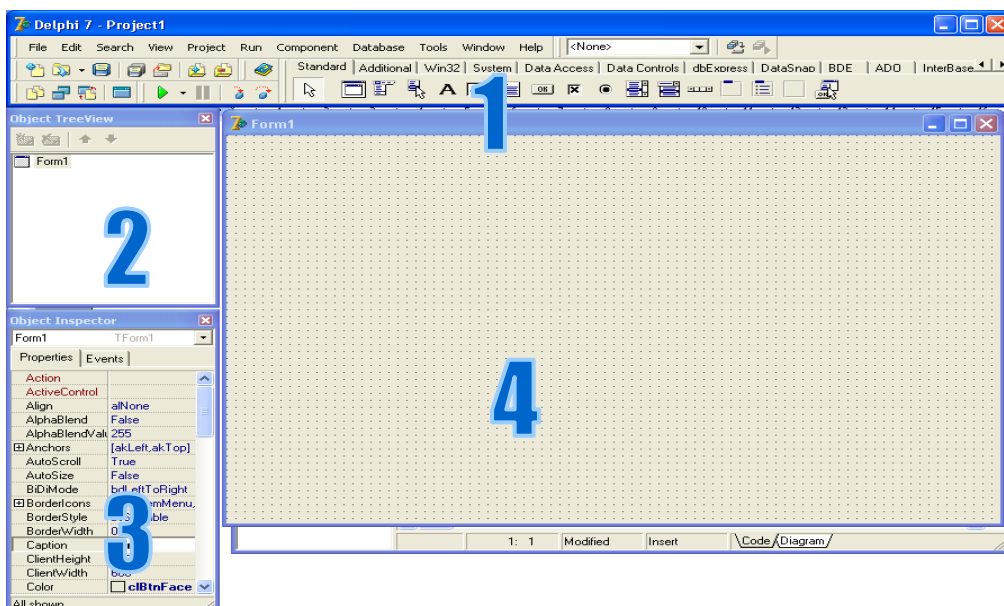 Delphi 7 - Project1
File Edit Search View Project Run Component Database Tools Window Help <None>
Standard Additional Win32 System Data Access Data Controls dbExpress DataSnap BDE ADO InterBase
A OK
1
Object TreeView
Form1
2
Form1
Object Inspector
Form1 TForm1
Properties Events
Action
ActiveControl
Align alNone
AlphaBlend False
AlphaBlendValu 255
Anchors [akLeft,akTop]
AutoScroll True
AutoSize False
BiDiMode bdLeftToRight
BorderIcons
BorderStyle
BorderWidth 0
Caption
ClientHeight
ClientWidth
Color clBtnFace
All shown
3
4
1: 1 Modified Insert Code Diagram